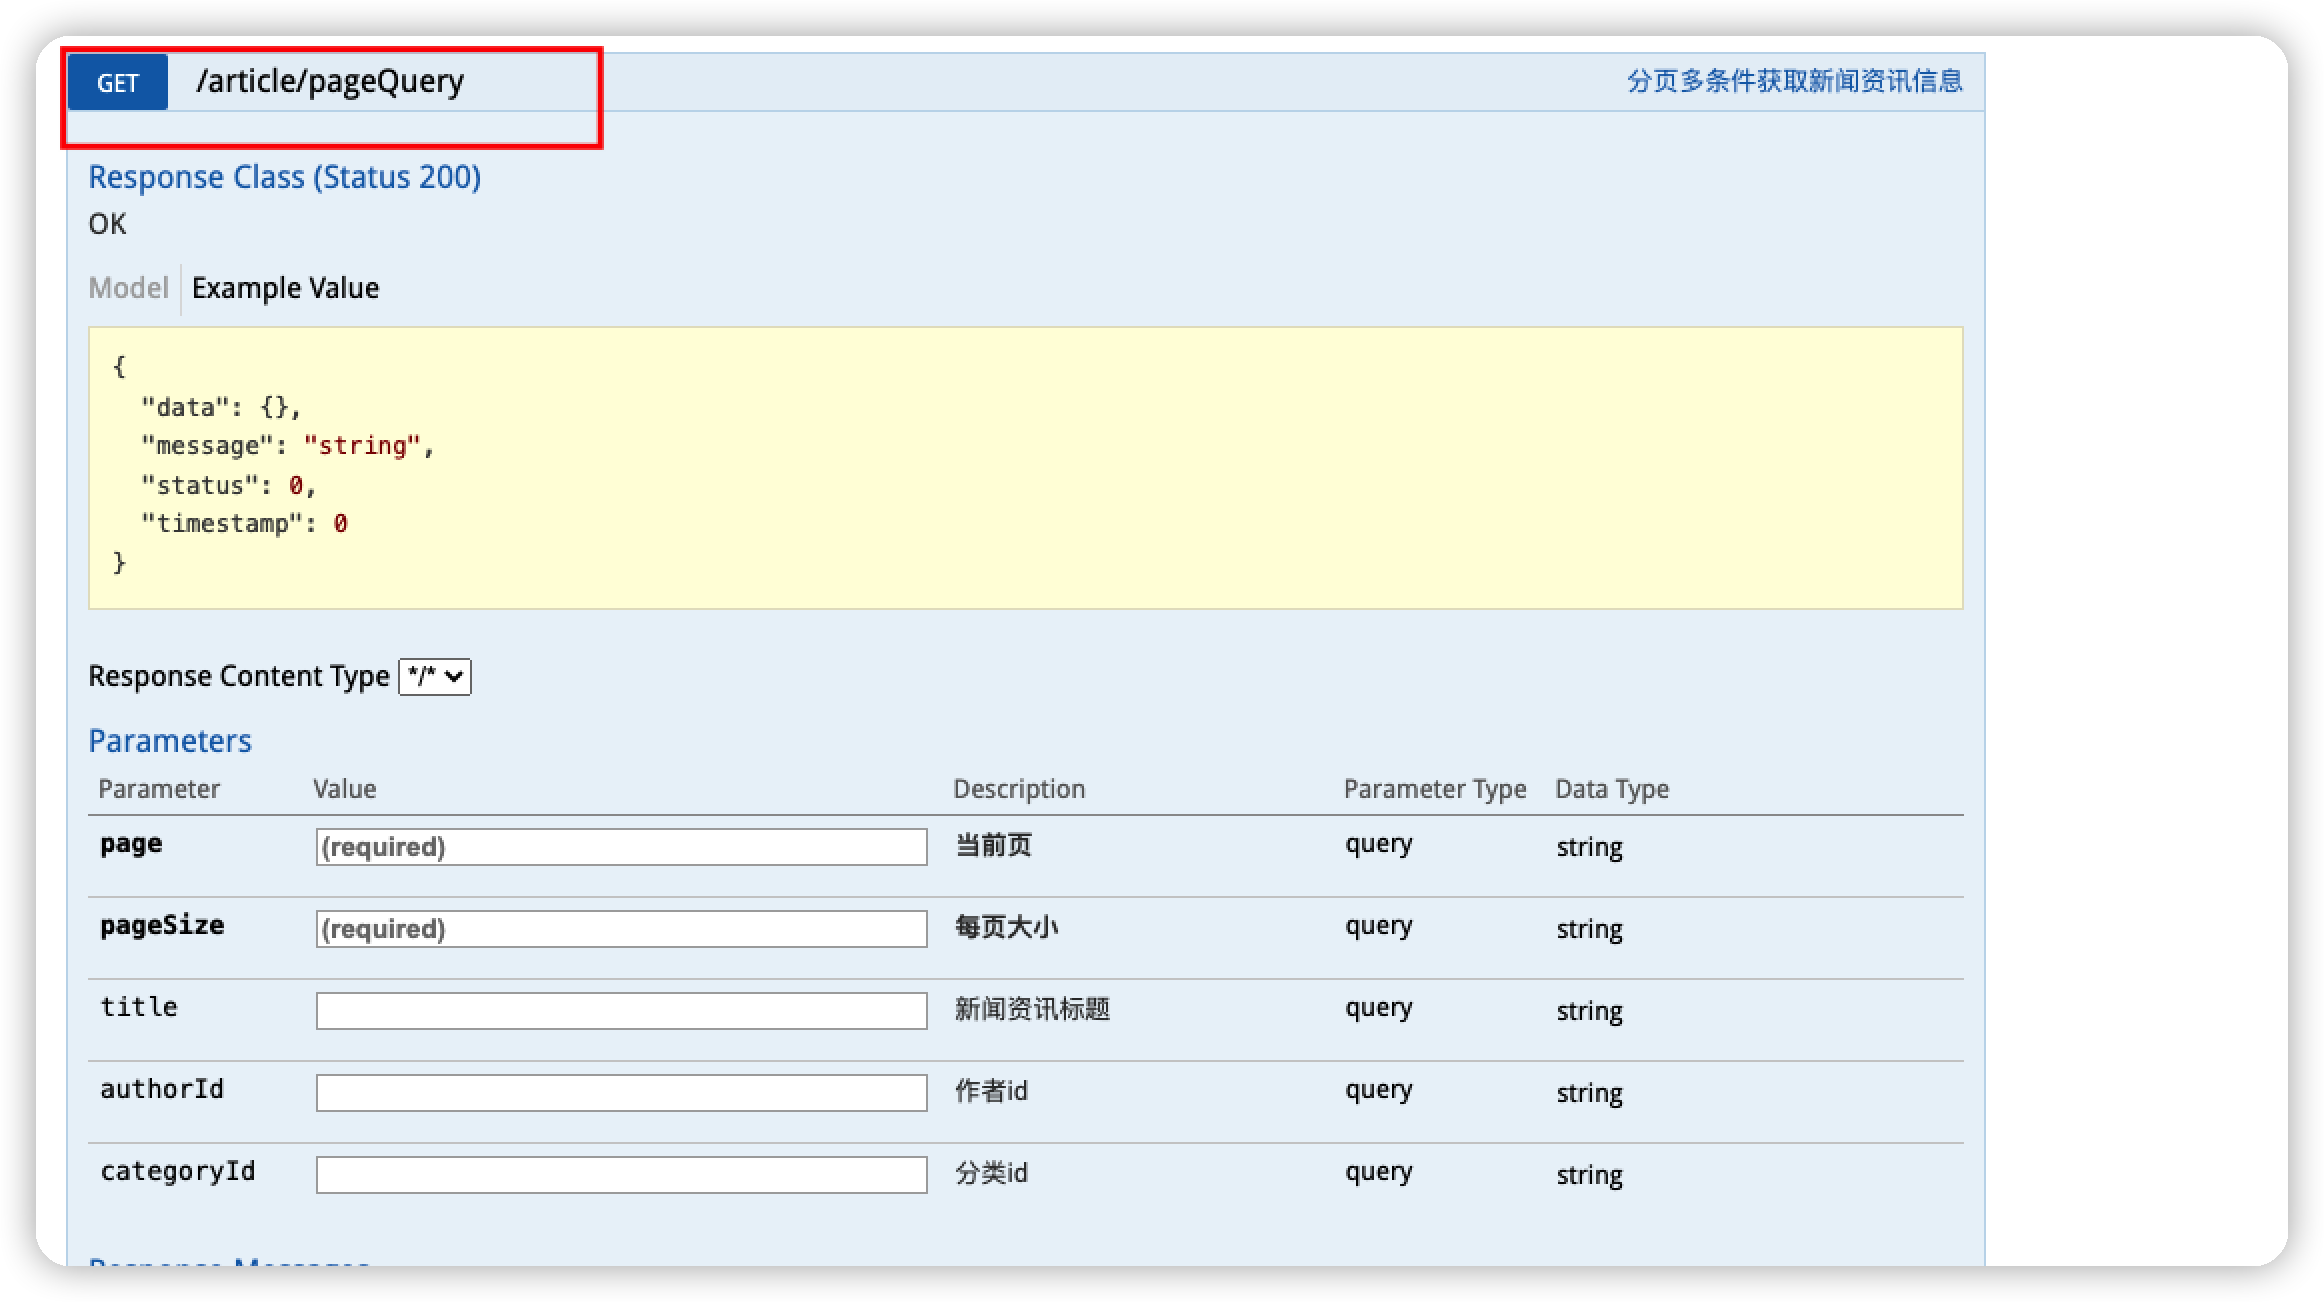 GET /article/pageQuery 分页多条件获取新闻资讯信息
Response Class (Status 200)
OK
Model Example Value
{
"data": {},
"message": "string",
"status": 0,
"timestamp": 0
}
Response Content Type */*
Parameters
Parameter Value Description Parameter Type Data Type
page (required) 当前页 query string
pageSize (required) 每页大小 query string
title 新闻资讯标题 query string
authorId 作者id query string
categoryId 分类id query string
Response Messages